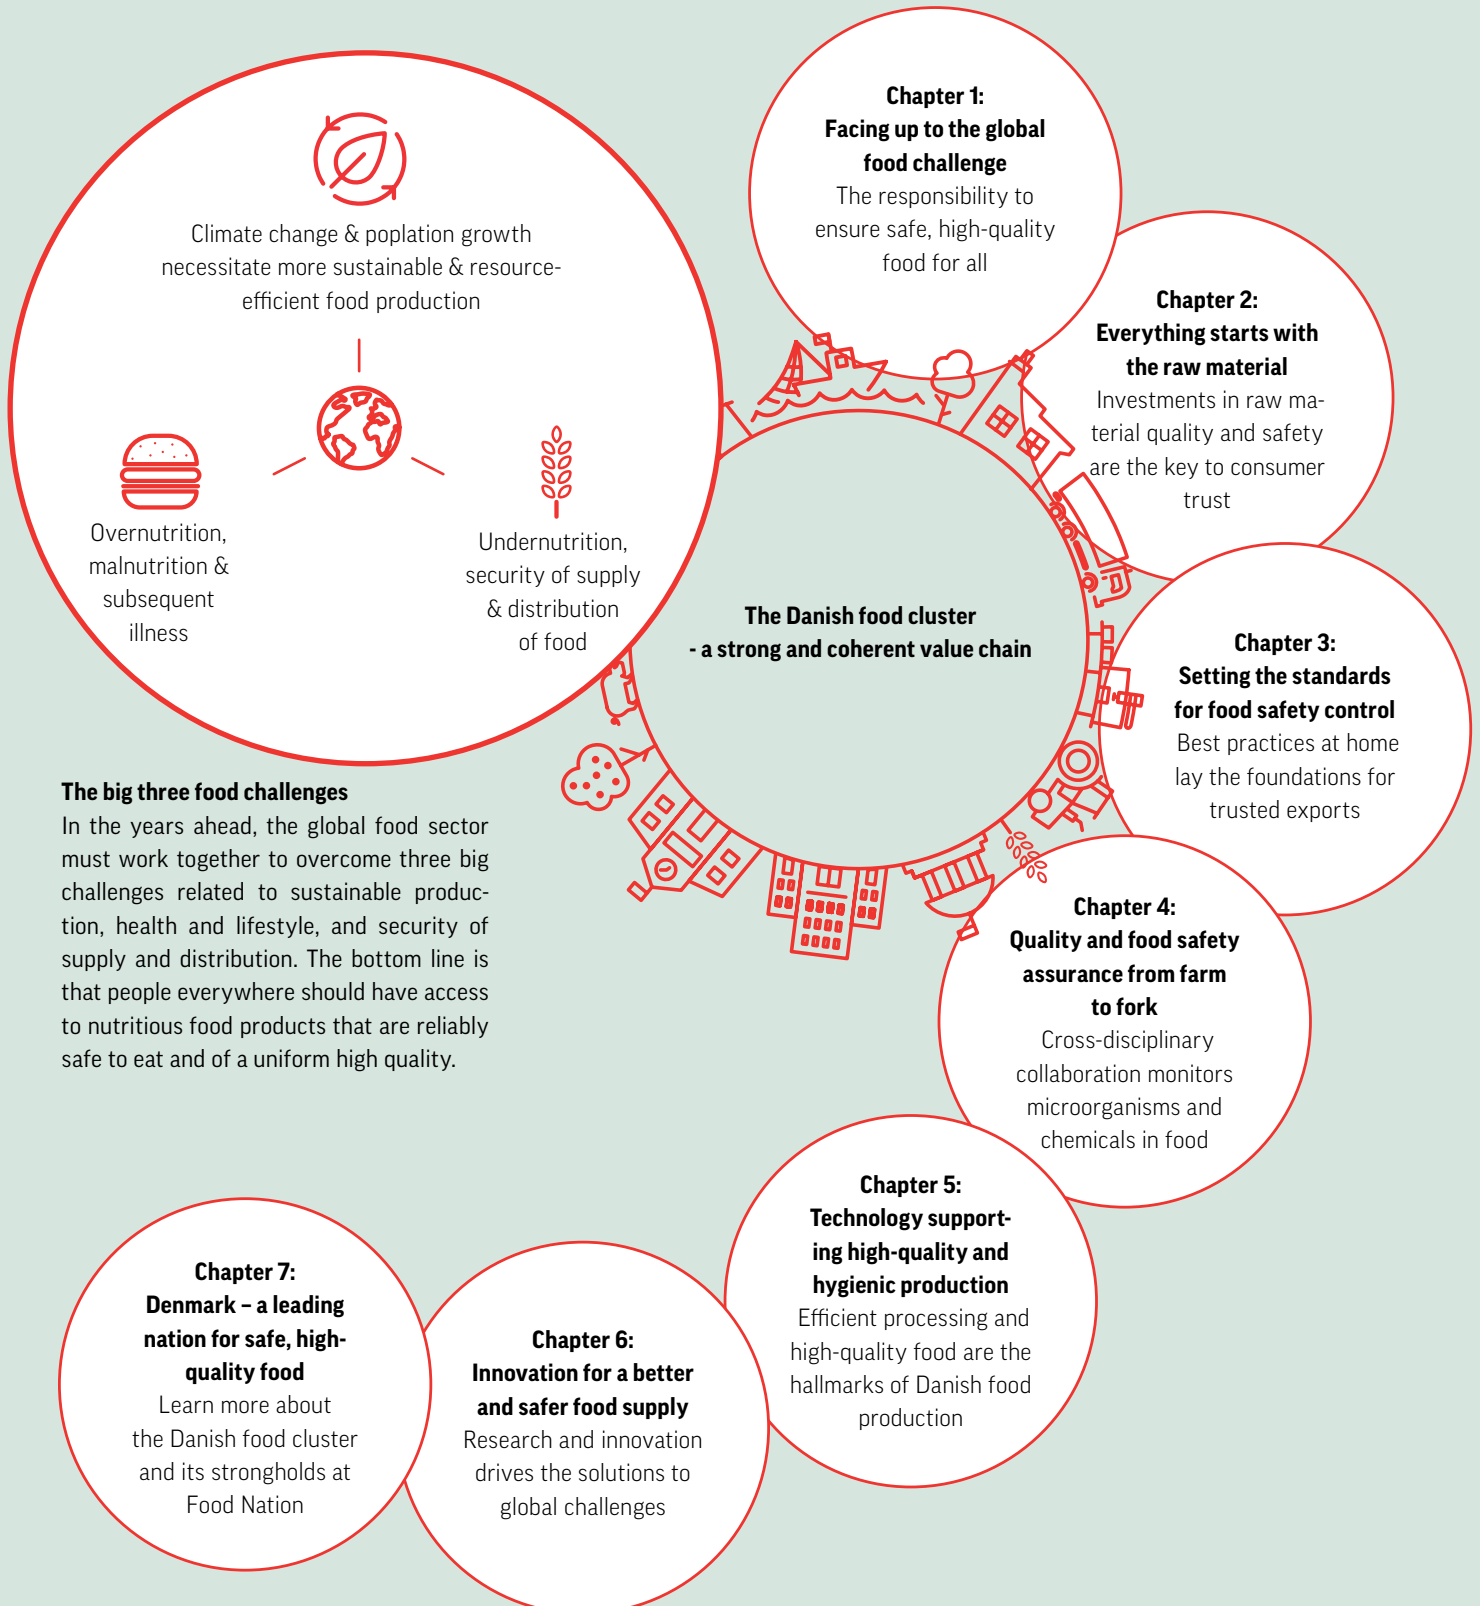 Climate change & poplation growth
necessitate more sustainable & resource-
efficient food production
Overnutrition,
malnutrition &
subsequent
illness
Undernutrition,
security of supply
& distribution
of food
The big three food challenges
In the years ahead, the global food sector
must work together to overcome three big
challenges related to sustainable produc-
tion, health and lifestyle, and security of
supply and distribution. The bottom line is
that people everywhere should have access
to nutritious food products that are reliably
safe to eat and of a uniform high quality.
The Danish food cluster
- a strong and coherent value chain
Chapter 1:
Facing up to the global
food challenge
The responsibility to
ensure safe, high-quality
food for all
Chapter 2:
Everything starts with
the raw material
Investments in raw ma-
terial quality and safety
are the key to consumer
trust
Chapter 3:
Setting the standards
for food safety control
Best practices at home
lay the foundations for
trusted exports
Chapter 4:
Quality and food safety
assurance from farm
to fork
Cross-disciplinary
collaboration monitors
microorganisms and
chemicals in food
Chapter 5:
Technology support-
ing high-quality and
hygienic production
Efficient processing and
high-quality food are the
hallmarks of Danish food
production
Chapter 6:
Innovation for a better
and safer food supply
Research and innovation
drives the solutions to
global challenges
Chapter 7:
Denmark – a leading
nation for safe, high-
quality food
Learn more about
the Danish food cluster
and its strongholds at
Food Nation